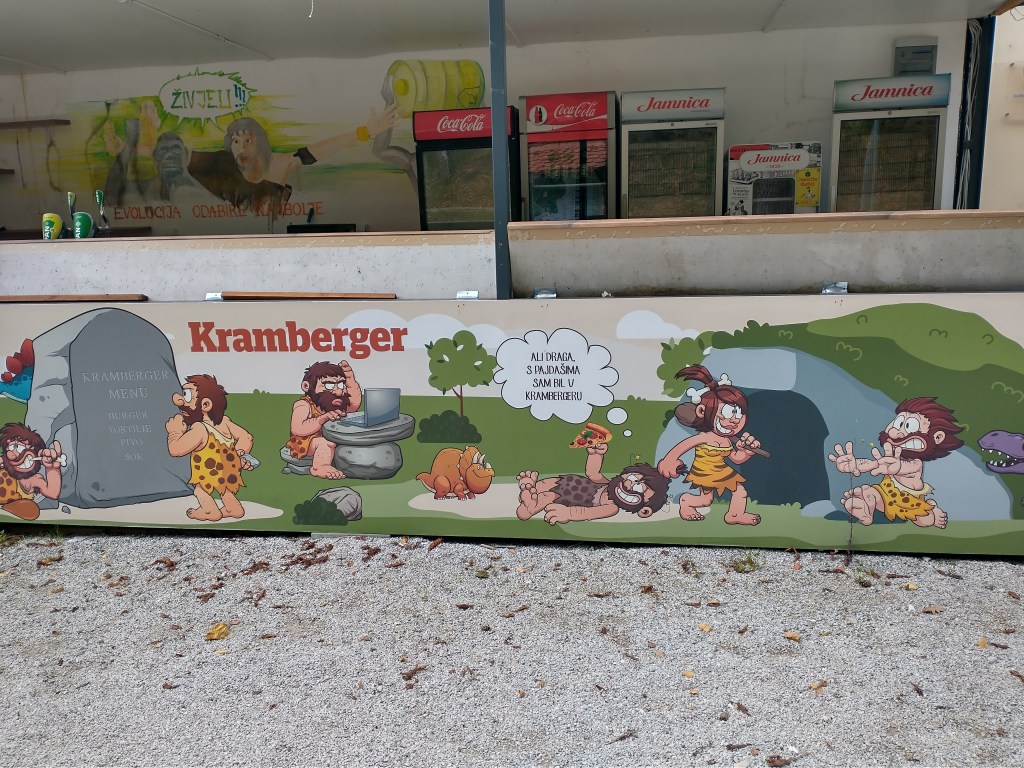 ŽIVJELI!!!
EVOLUCIJA ODABIRE KARBOLZE
Coca-Cola
Coca-Cola
Jamnica
Jamnica
Jamnica
Kramberger
KRAMBERGER
MENU
BURGER
TORTILJE
PIVO
SOK
ALI DRAGA,
S PAJDAŠIMA
SAM BIL U
KRAMBERGERU